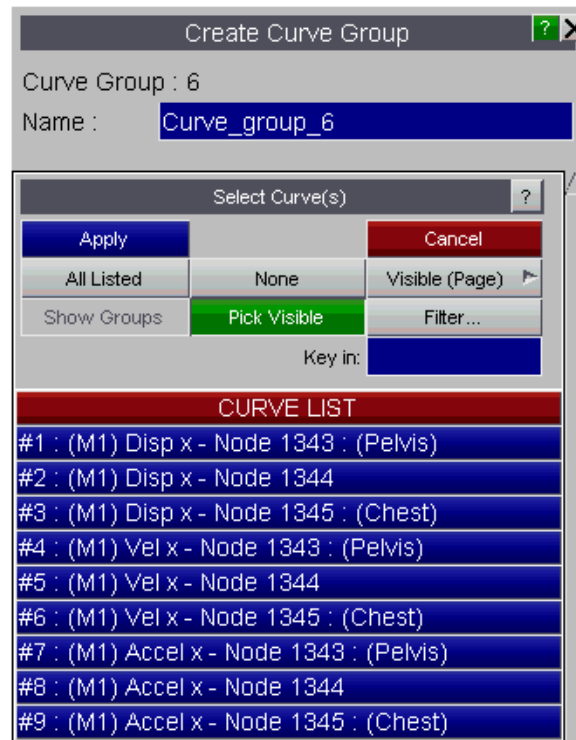 Create Curve Group ? X
Curve Group : 6
Name : Curve_group_6
Select Curve(s) ?
Apply Cancel
All Listed None Visible (Page)
Show Groups Pick Visible Filter...
Key in:
CURVE LIST
#1 : (M1) Disp x - Node 1343 : (Pelvis)
#2 : (M1) Disp x - Node 1344
#3 : (M1) Disp x - Node 1345 : (Chest)
#4 : (M1) Vel x - Node 1343 : (Pelvis)
#5 : (M1) Vel x - Node 1344
#6 : (M1) Vel x - Node 1345 : (Chest)
#7 : (M1) Accel x - Node 1343 : (Pelvis)
#8 : (M1) Accel x - Node 1344
#9 : (M1) Accel x - Node 1345 : (Chest)